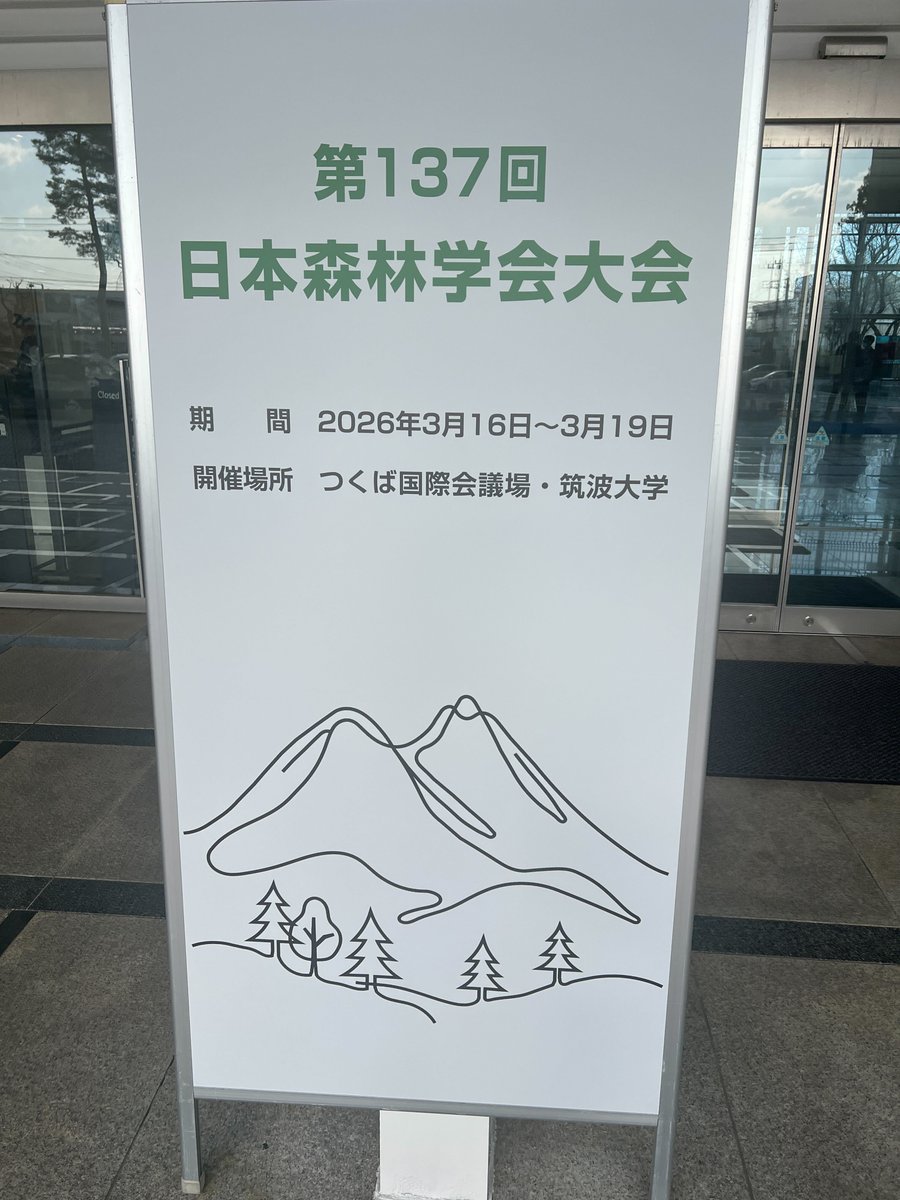 第137回
日本森林学会大会
期　間　2026年3月16日～3月19日
開催場所　つくば国際会議場・筑波大学
Closed